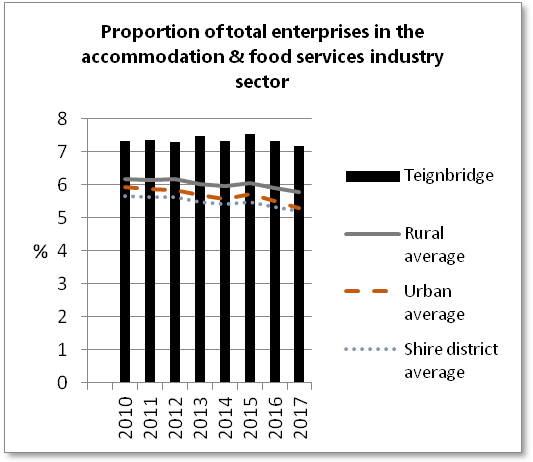 Proportion of total enterprises in the
accommodation & food services industry
sector
8
7
6
5
4
3
2
1
0
%
2010
2011
2012
2013
2014
2015
2016
2017
Teignbridge
Rural
average
Urban
average
Shire district
average